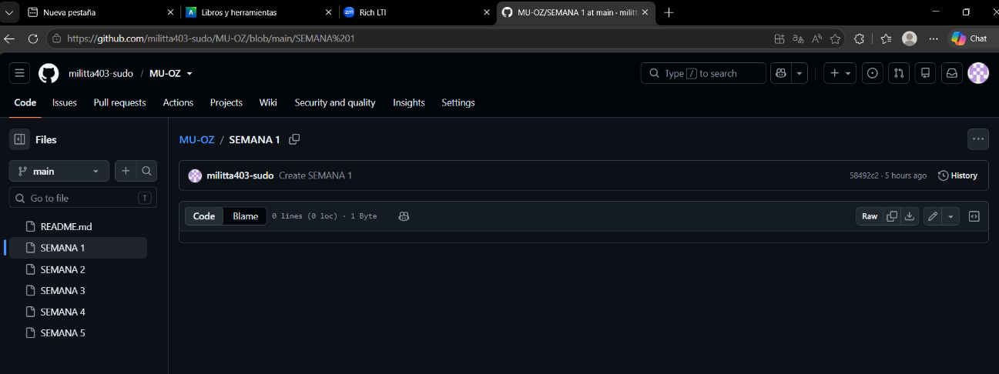 Nueva pestaña
Libros y herramientas
zm Rich LTI
MU-OZ/SEMANA 1 at main · militt
https://github.com/militta403-sudo/MU-OZ/blob/main/SEMANA%201
Chat
militta403-sudo / MU-OZ
Type / to search
Code Issues Pull requests Actions Projects Wiki Security and quality Insights Settings
Files
MU-OZ / SEMANA 1
main
militta403-sudo Create SEMANA 1
58492c2 · 5 hours ago History
Go to file T
Code Blame 0 lines (0 loc) · 1 Byte
Raw
README.md
SEMANA 1
SEMANA 2
SEMANA 3
SEMANA 4
SEMANA 5